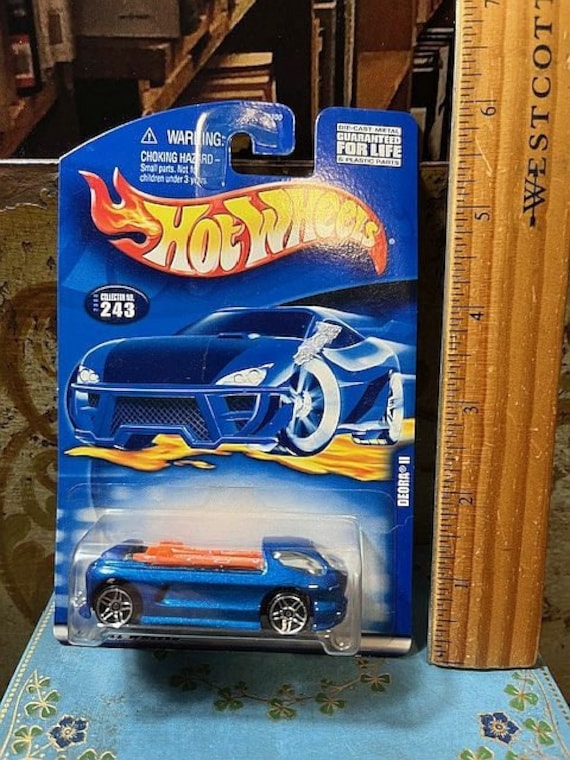 WARNING:
CHOKING HAZARD –
Small parts. Not for
children under 3 years.
DIE-CAST METAL
GUARANTEED
FOR LIFE
& PLASTIC PARTS
HOT WHEELS
COLLECTOR NO.
243
DEORA® II
WESTCOTT
7
6
5
4
3
2